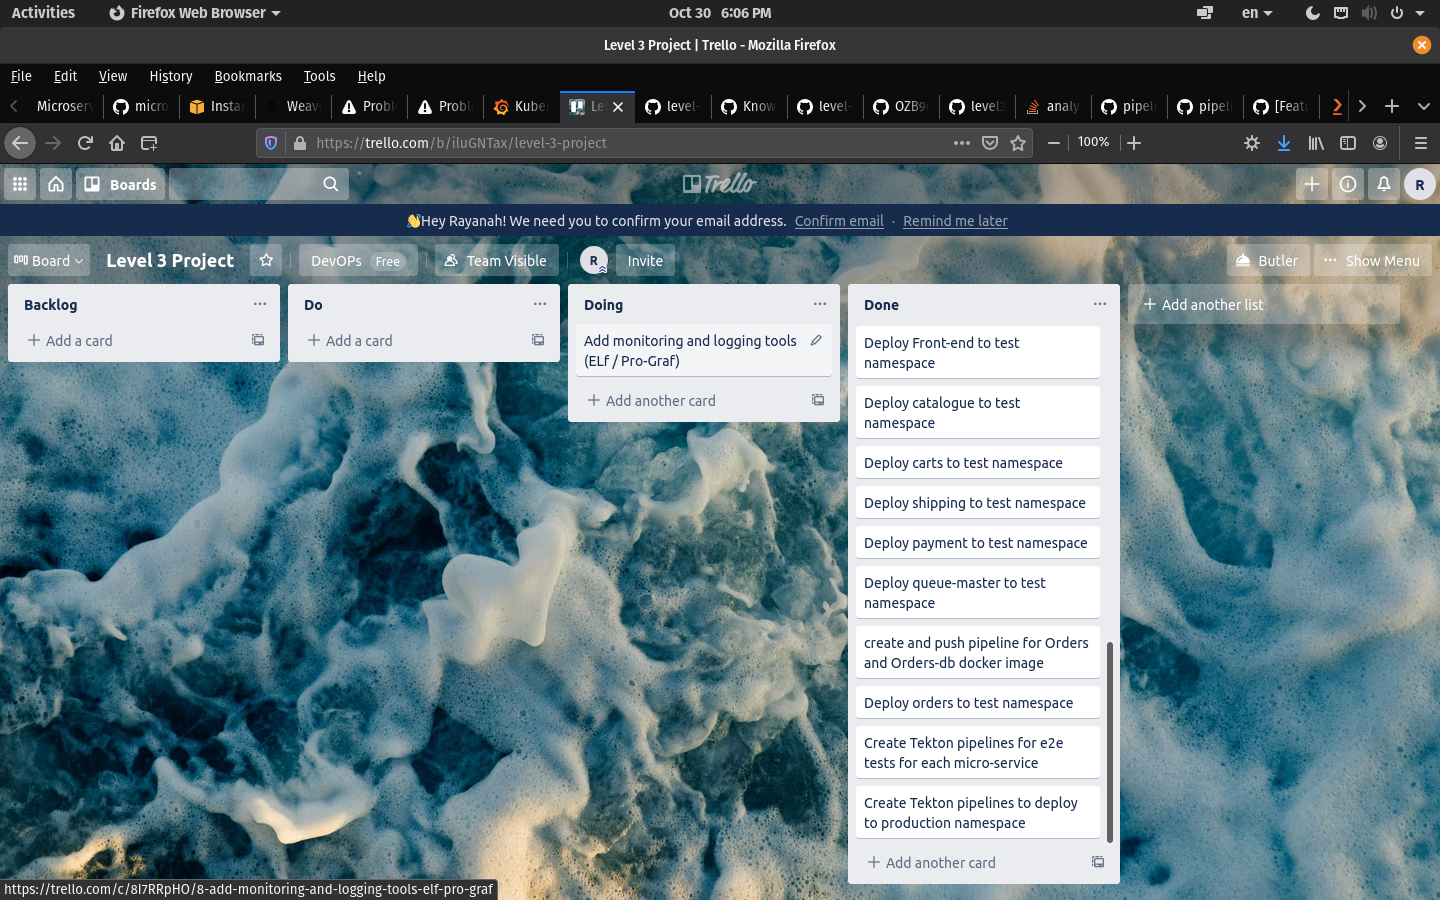 Activities
Firefox Web Browser
Oct 30 6:06 PM
en
Level 3 Project | Trello - Mozilla Firefox
File Edit View History Bookmarks Tools Help
Microserv
micro
Instan
Weave
Proble
Proble
Kuber
Le
level-
Know
level-
OZB9
level3
analy
pipeli
pipeli
[Featu
https://trello.com/b/iluGNTax/level-3-project
100%
Boards
Trello
R
👋Hey Rayanah! We need you to confirm your email address. Confirm email · Remind me later
Board
Level 3 Project
DevOPs Free
Team Visible
R
Invite
Butler
Show Menu
Backlog
Add a card
Do
Add a card
Doing
Add monitoring and logging tools
(ELf / Pro-Graf)
Add another card
Done
Deploy Front-end to test
namespace
Deploy catalogue to test
namespace
Deploy carts to test namespace
Deploy shipping to test namespace
Deploy payment to test namespace
Deploy queue-master to test
namespace
create and push pipeline for Orders
and Orders-db docker image
Deploy orders to test namespace
Create Tekton pipelines for e2e
tests for each micro-service
Create Tekton pipelines to deploy
to production namespace
Add another card
Add another list
https://trello.com/c/8I7RRpHO/8-add-monitoring-and-logging-tools-elf-pro-graf